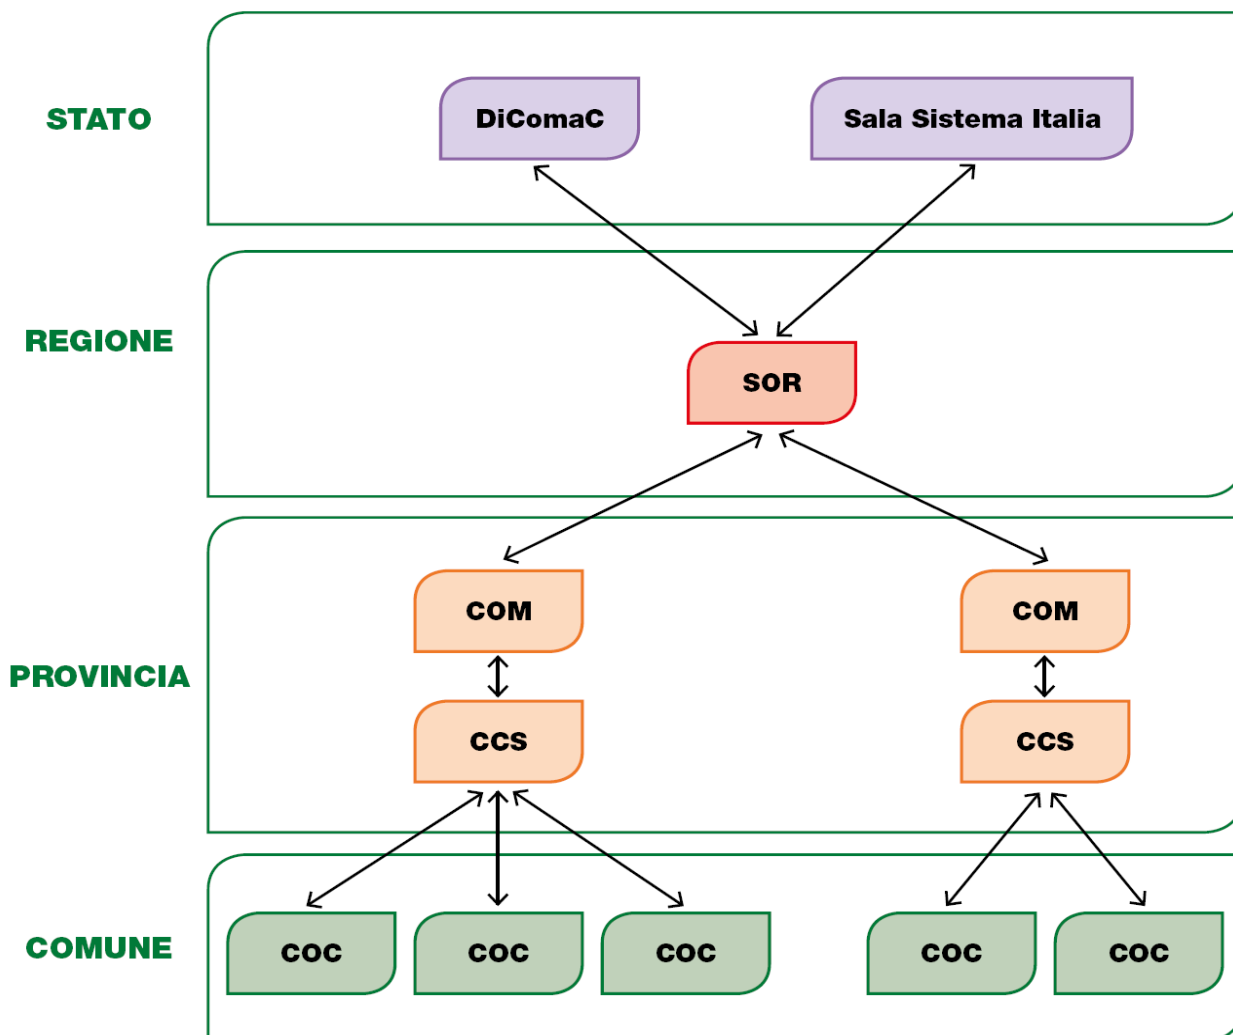 STATO
DiComaC
Sala Sistema Italia
REGIONE
SOR
PROVINCIA
COM
COM
CCS
CCS
COMUNE
COC
COC
COC
COC
COC